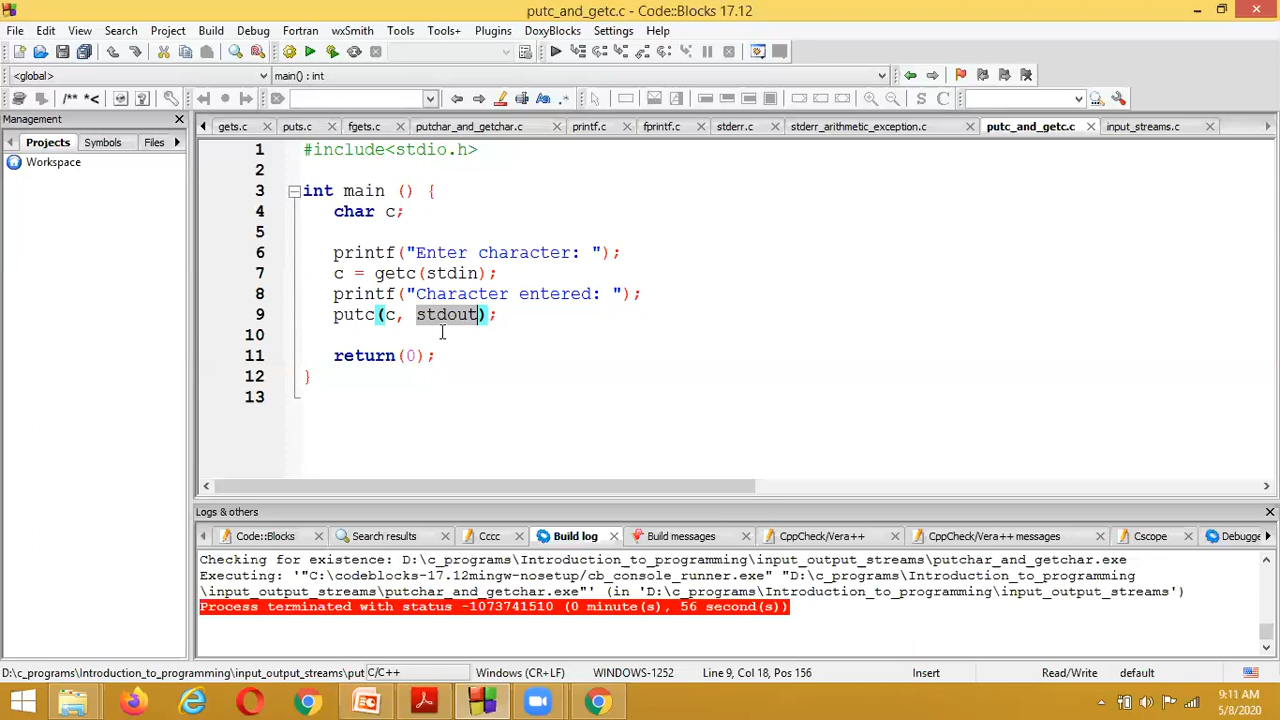 putc_and_getc.c - Code::Blocks 17.12
File Edit View Search Project Build Debug Fortran wxSmith Tools Tools+ Plugins DoxyBlocks Settings Help
<global> main() : int
/** *< S C
Management
gets.c puts.c fgets.c putchar_and_getchar.c printf.c fprintf.c stderr.c stderr_arithmetic_exception.c putc_and_getc.c input_streams.c
Projects Symbols Files
Workspace
1 #include<stdio.h>
2
3 int main () {
4 char c;
5
6 printf("Enter character: ");
7 c = getc(stdin);
8 printf("Character entered: ");
9 putc(c, stdout);
10
11 return(0);
12 }
13
Logs & others
Code::Blocks Search results Cccc Build log Build messages CppCheck/Vera++ CppCheck/Vera++ messages Cscope Debugge
Checking for existence: D:\c_programs\Introduction_to_programming\input_output_streams\putchar_and_getchar.exe
Executing: '"C:\codeblocks-17.12mingw-nosetup/cb_console_runner.exe" "D:\c_programs\Introduction_to_programming
\input_output_streams\putchar_and_getchar.exe"' (in 'D:\c_programs\Introduction_to_programming\input_output_streams')
Process terminated with status -1073741510 (0 minute(s), 56 second(s))
D:\c_programs\Introduction_to_programming\input_output_streams\put C/C++ Windows (CR+LF) WINDOWS-1252 Line 9, Col 18, Pos 156 Insert Read/Write default
9:11 AM
5/8/2020